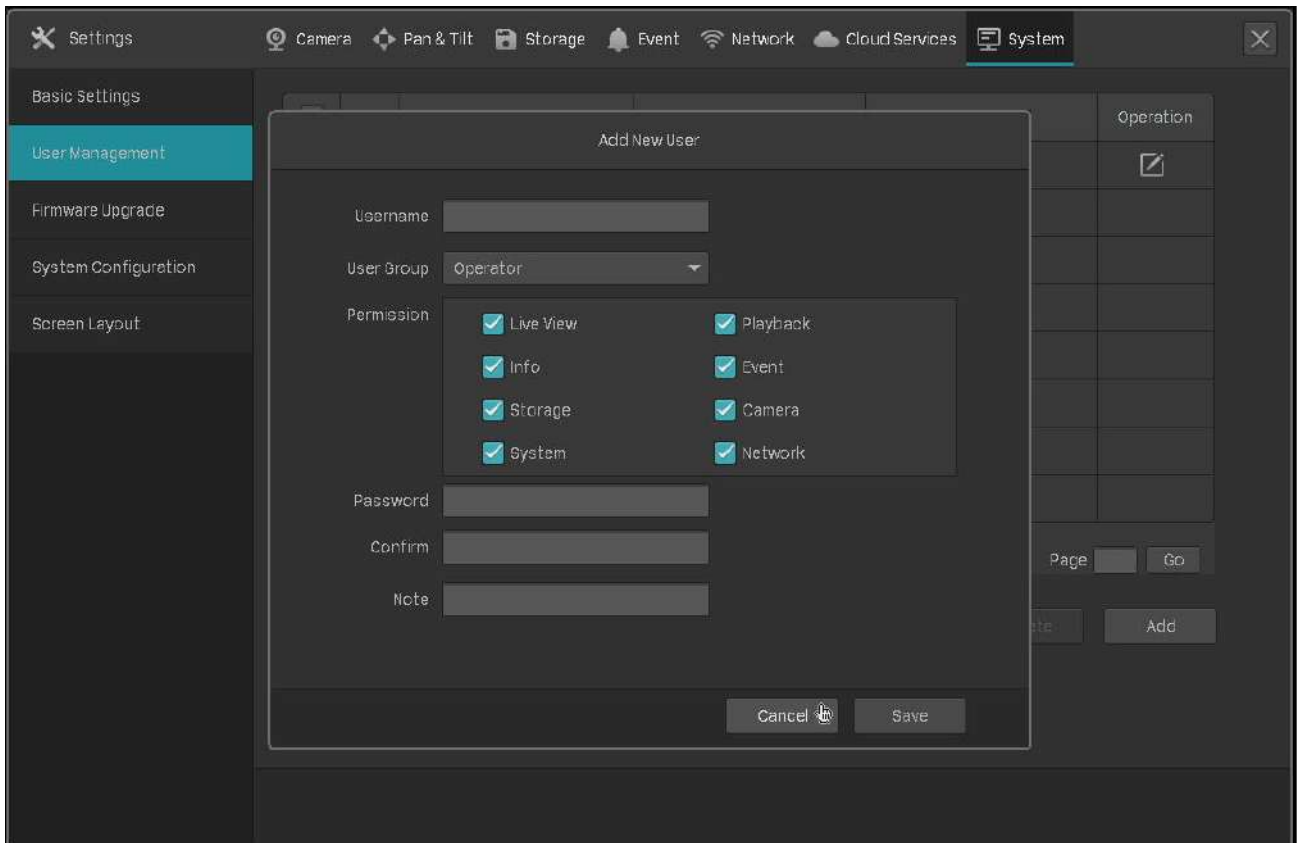 Settings
Camera
Pan & Tilt
Storage
Event
Network
Cloud Services
System
Basic Settings
User Management
Firmware Upgrade
System Configuration
Screen Layout
Operation
Add New User
Username
User Group
Operator
Permission
Live View
Playback
Info
Event
Storage
Camera
System
Network
Password
Confirm
Note
Page
Go
Add
Cancel
Save